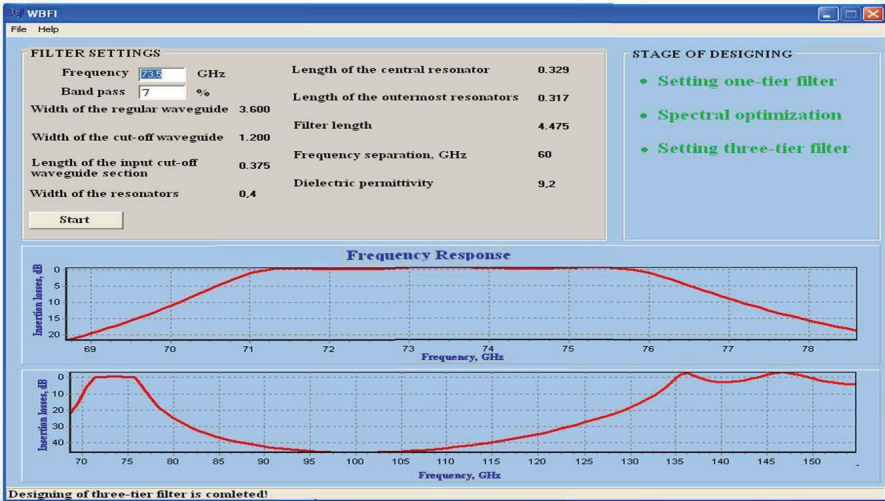 WBFI
File Help
FILTER SETTINGS
Frequency 73.5 GHz
Band pass 7 %
Width of the regular waveguide 3.600
Width of the cut-off waveguide 1.200
Length of the input cut-off
waveguide section 0.375
Width of the resonators 0,4
Start
Length of the central resonator 0.329
Length of the outermost resonators 0.317
Filter length 4.475
Frequency separation, GHz 60
Dielectric permittivity 9,2
STAGE OF DESIGNING
• Setting one-tier filter
• Spectral optimization
• Setting three-tier filter
Frequency Response
Insertion losses, dB
0
5
10
15
20
69 70 71 72 73 74 75 76 77 78
Frequency, GHz
Insertion losses, dB
0
10
20
30
40
70 75 80 85 90 95 100 105 110 115 120 125 130 135 140 145 150
Frequency, GHz
Designing of three-tier filter is comleted!